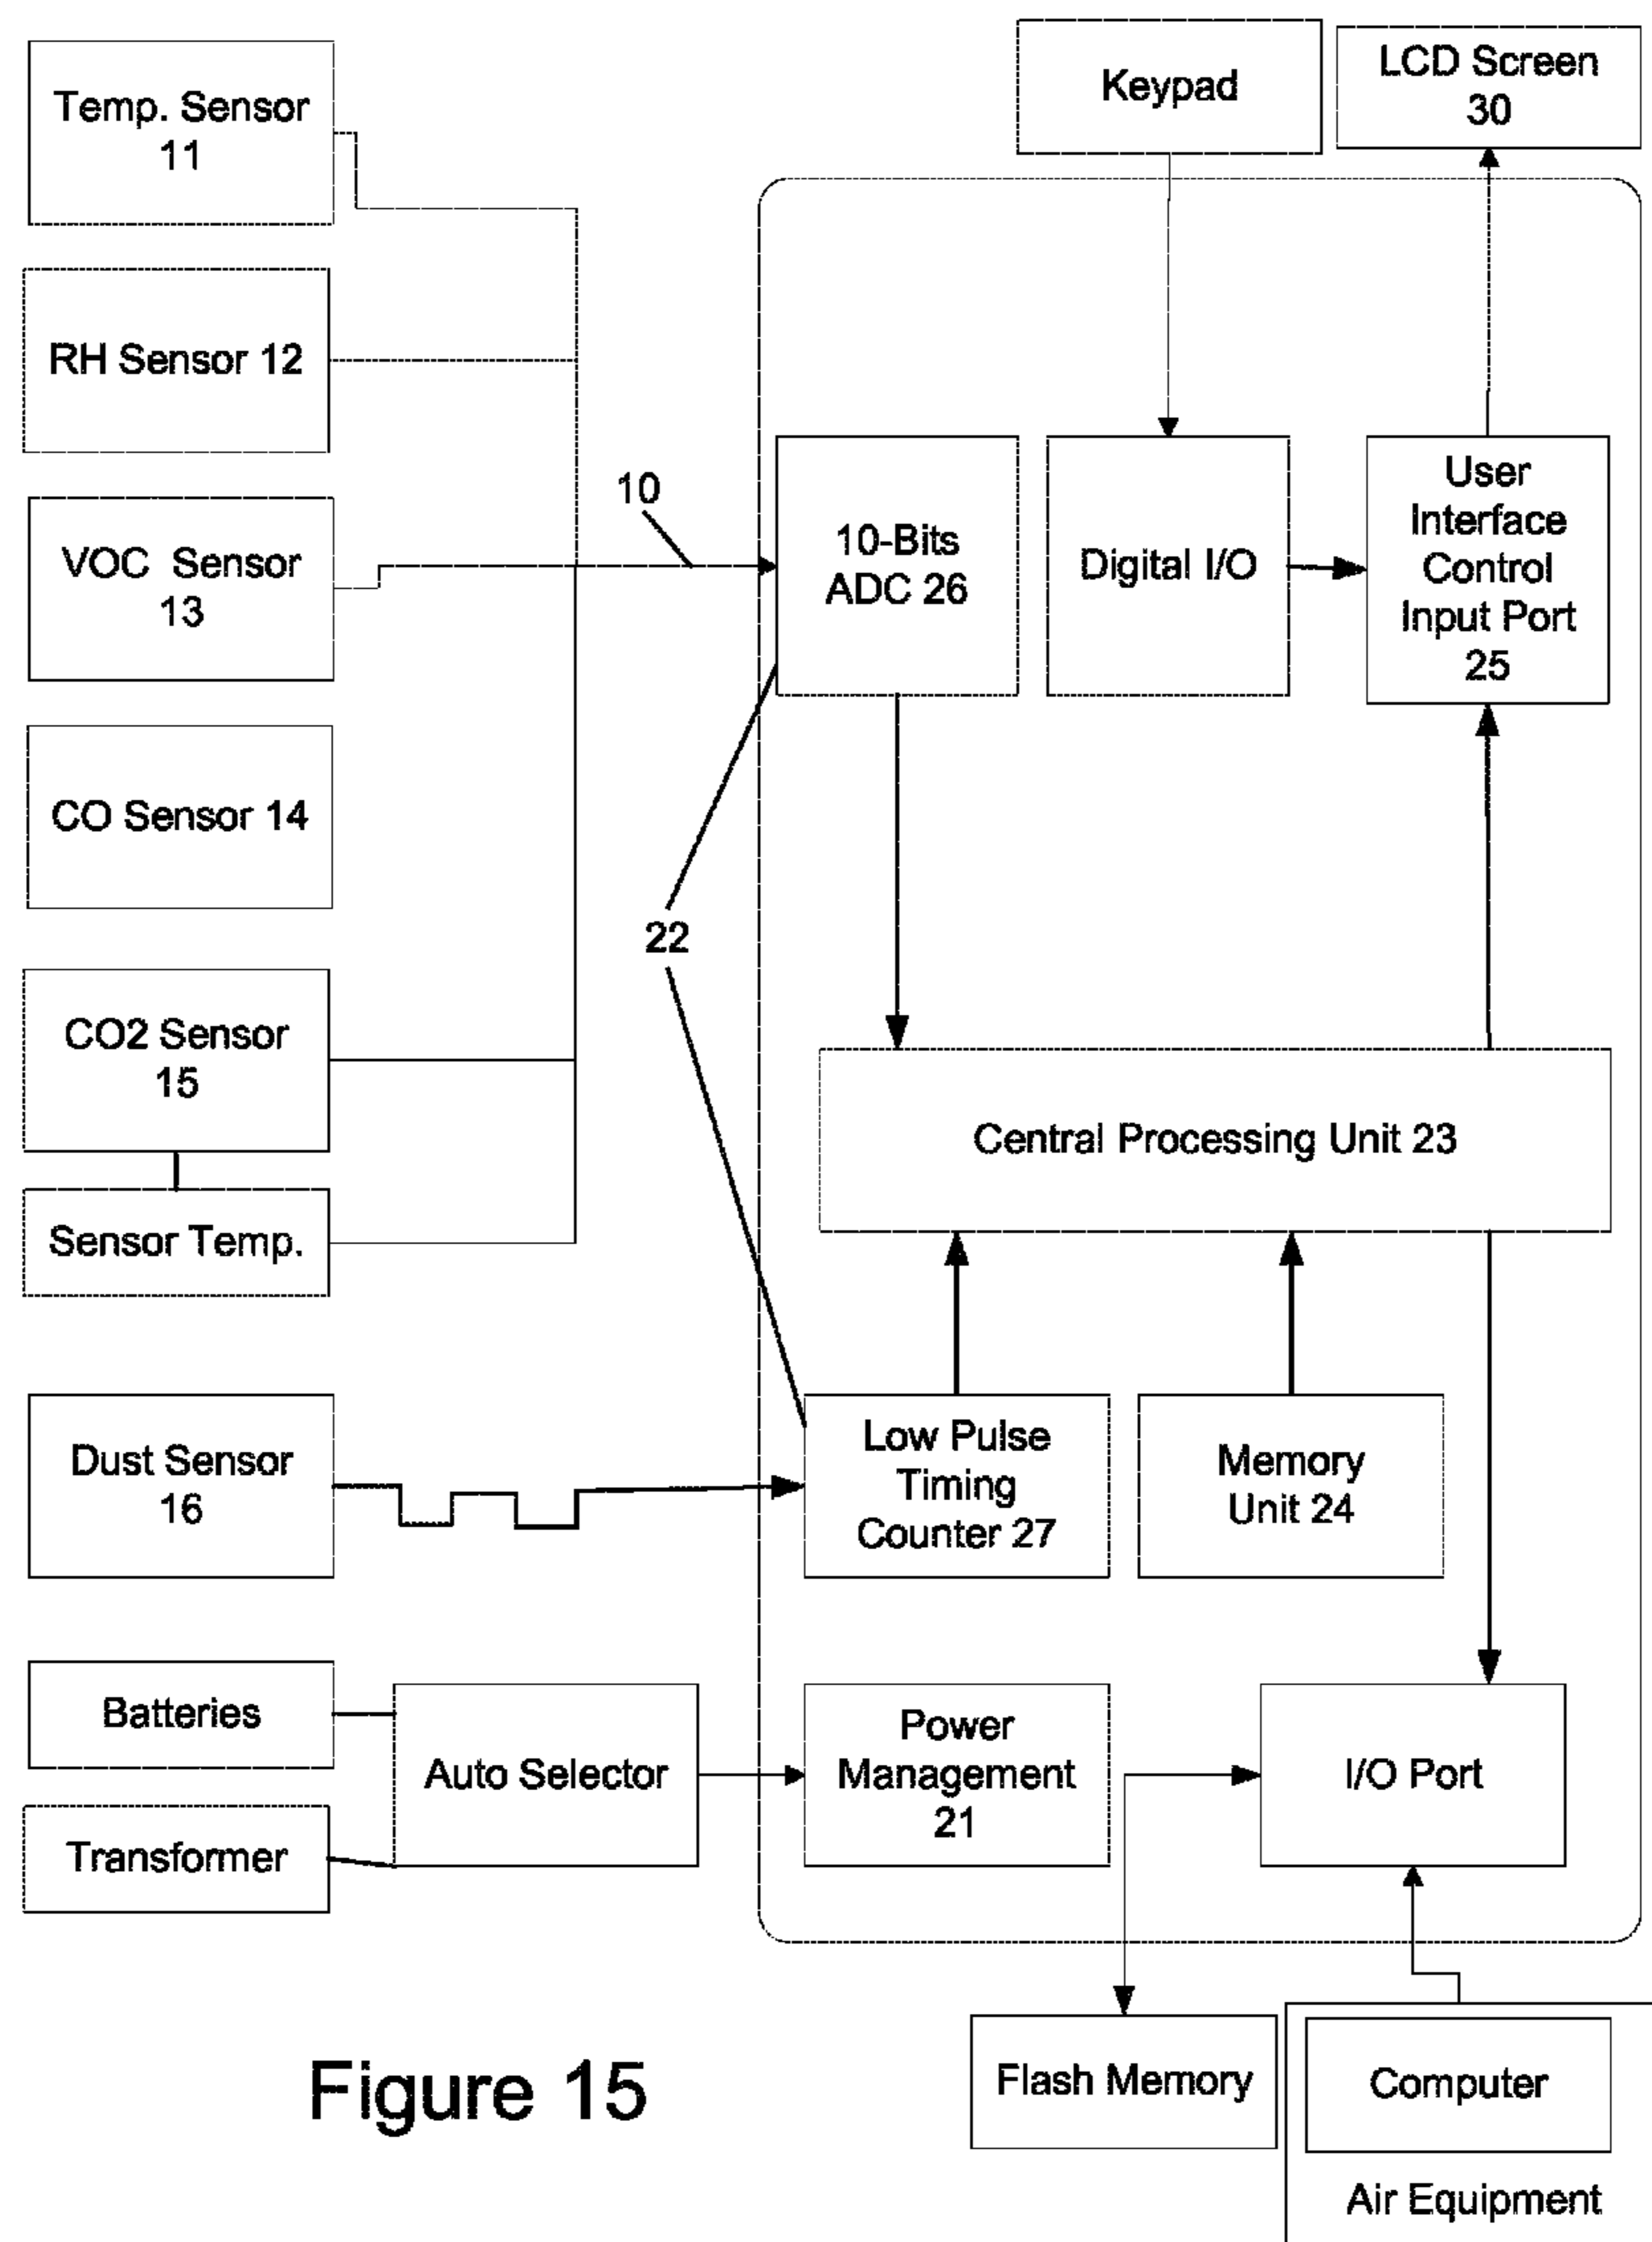 Temp. Sensor
11
RH Sensor 12
VOC Sensor
13
CO Sensor 14
CO2 Sensor
15
Sensor Temp.
Dust Sensor
16
Batteries
Transformer
Auto Selector
10
22
Keypad
LCD Screen
30
10-Bits
ADC 26
Digital I/O
User
Interface
Control
Input Port
25
Central Processing Unit 23
Low Pulse
Timing
Counter 27
Memory
Unit 24
Power
Management
21
I/O Port
Flash Memory
Computer
Air Equipment
Figure 15